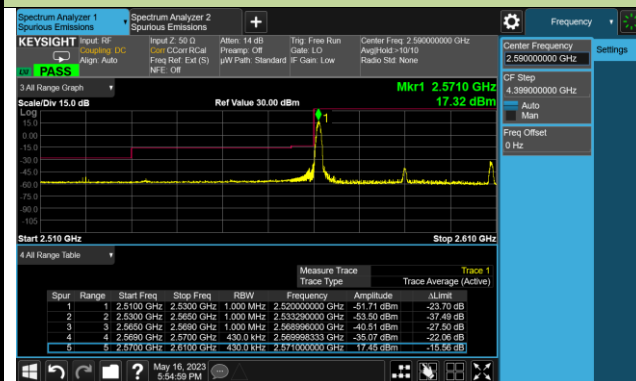 Spectrum Analyzer 1
Spurious Emissions
Spectrum Analyzer 2
Spurious Emissions
+
Frequency
KEYSIGHT
Input: RF
Coupling: DC
Align: Auto
Input Z: 50 Ω
Corr CCorr RCal
Freq Ref: Ext (S)
NFE: Off
Atten: 14 dB
Preamp: Off
µW Path: Standard
Trig: Free Run
Gate: LO
IF Gain: Low
Center Freq: 2.590000000 GHz
Avg|Hold:>10/10
Radio Std: None
PASS
Center Frequency
2.590000000 GHz
Settings
CF Step
4.399000000 GHz
Auto
Man
Freq Offset
0 Hz
3 All Range Graph
Mkr1 2.5710 GHz
Scale/Div 15.0 dB
Ref Value 30.00 dBm
17.32 dBm
Log
15.0
0.00
-15.0
-30.0
-45.0
-60.0
-75.0
-90.0
-105
1
Start 2.510 GHz
Stop 2.610 GHz
4 All Range Table
Measure Trace Trace 1
Trace Type Trace Average (Active)
Spur Range Start Freq Stop Freq RBW Frequency Amplitude ΔLimit
1 1 2.5100 GHz 2.5300 GHz 1.000 MHz 2.520000000 GHz -51.71 dBm -23.70 dB
2 2 2.5300 GHz 2.5650 GHz 1.000 MHz 2.533290000 GHz -53.50 dBm -37.49 dB
3 3 2.5650 GHz 2.5690 GHz 1.000 MHz 2.568996000 GHz -40.51 dBm -27.50 dB
4 4 2.5690 GHz 2.5700 GHz 430.0 kHz 2.569998333 GHz -35.07 dBm -22.06 dB
5 5 2.5700 GHz 2.6100 GHz 430.0 kHz 2.571000000 GHz 17.45 dBm -15.56 dB
?
May 16, 2023
5:54:59 PM